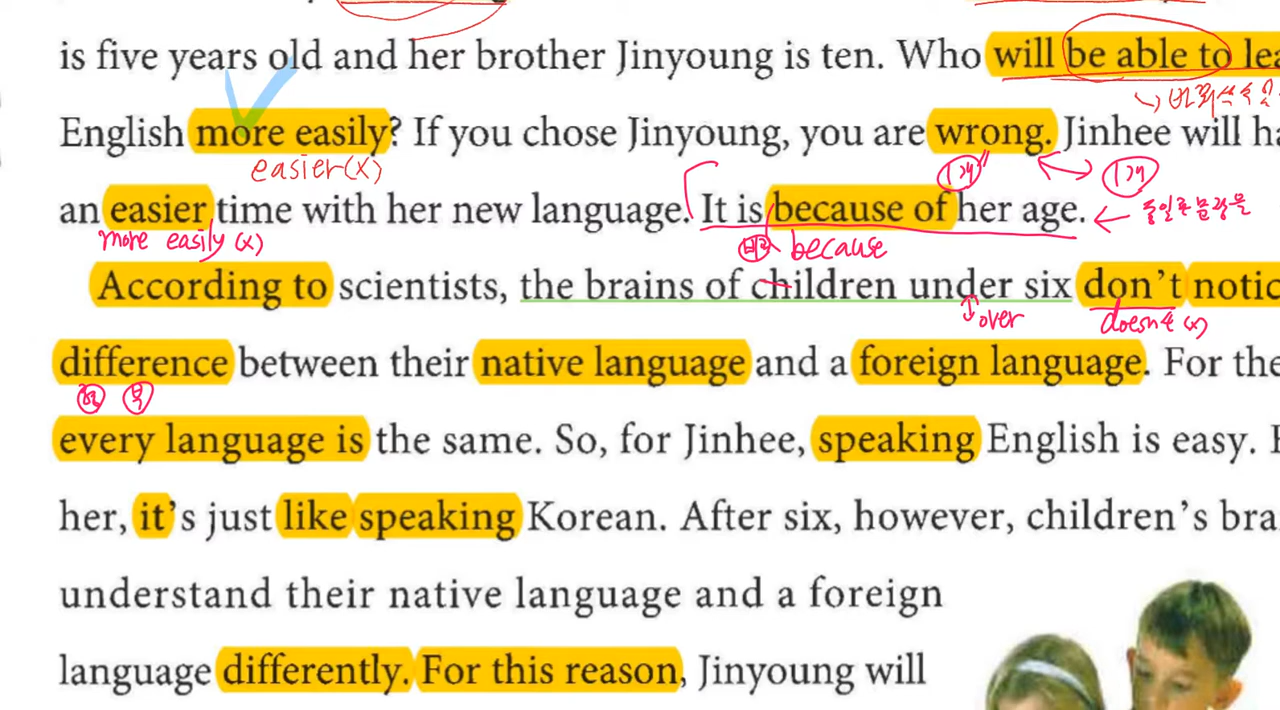 is five years old and her brother Jinyoung is ten. Who will be able to lea
English more easily? If you chose Jinyoung, you are wrong. Jinhee will ha
easier(x)
1개
1개
an easier time with her new language. It is because of her age.
more easily (x)
because
According to scientists, the brains of children under six don't notic
over
doesn't (x)
difference between their native language and a foreign language. For the
every language is the same. So, for Jinhee, speaking English is easy.
her, it's just like speaking Korean. After six, however, children's bra
understand their native language and a foreign
language differently. For this reason, Jinyoung will